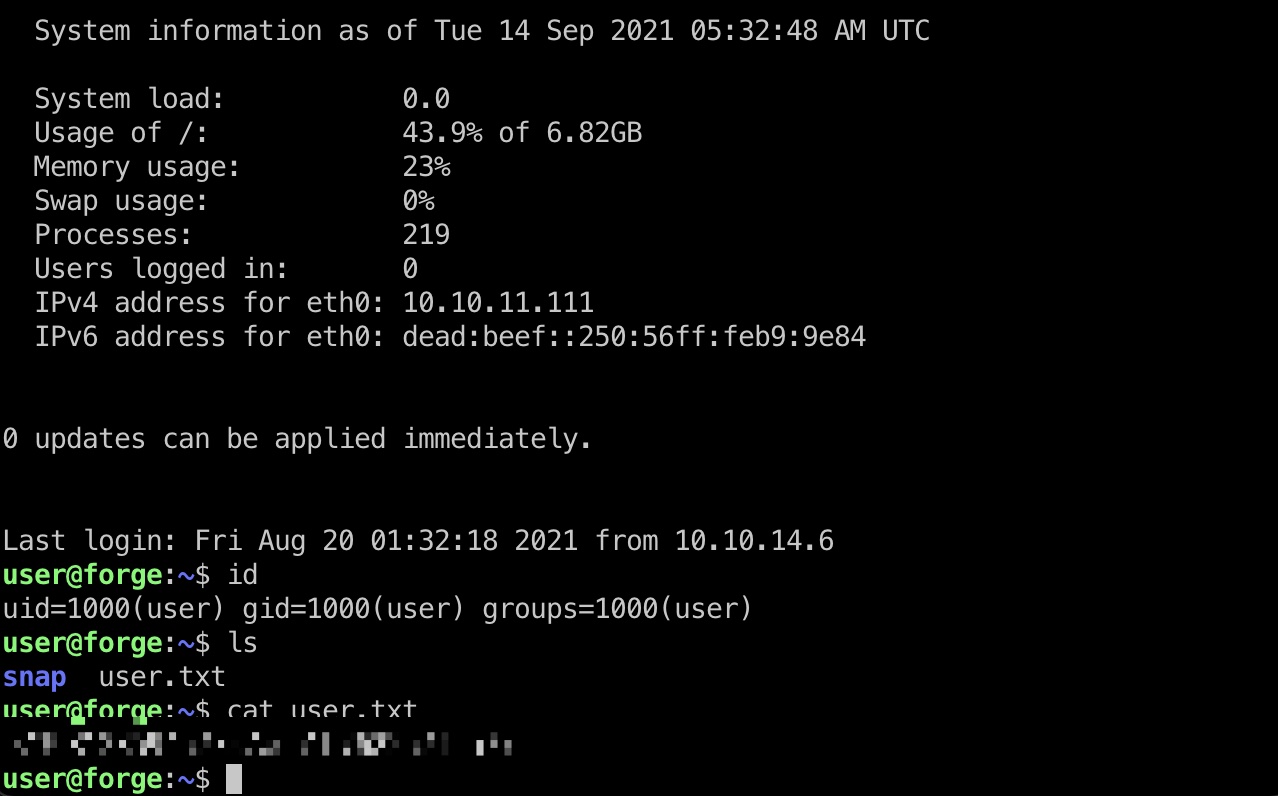 System information as of Tue 14 Sep 2021 05:32:48 AM UTC
System load: 0.0
Usage of /: 43.9% of 6.82GB
Memory usage: 23%
Swap usage: 0%
Processes: 219
Users logged in: 0
IPv4 address for eth0: 10.10.11.111
IPv6 address for eth0: dead:beef::250:56ff:feb9:9e84
0 updates can be applied immediately.
Last login: Fri Aug 20 01:32:18 2021 from 10.10.14.6
user@forge:~$ id
uid=1000(user) gid=1000(user) groups=1000(user)
user@forge:~$ ls
snap  user.txt
user@forge:~$ cat user.txt
user@forge:~$